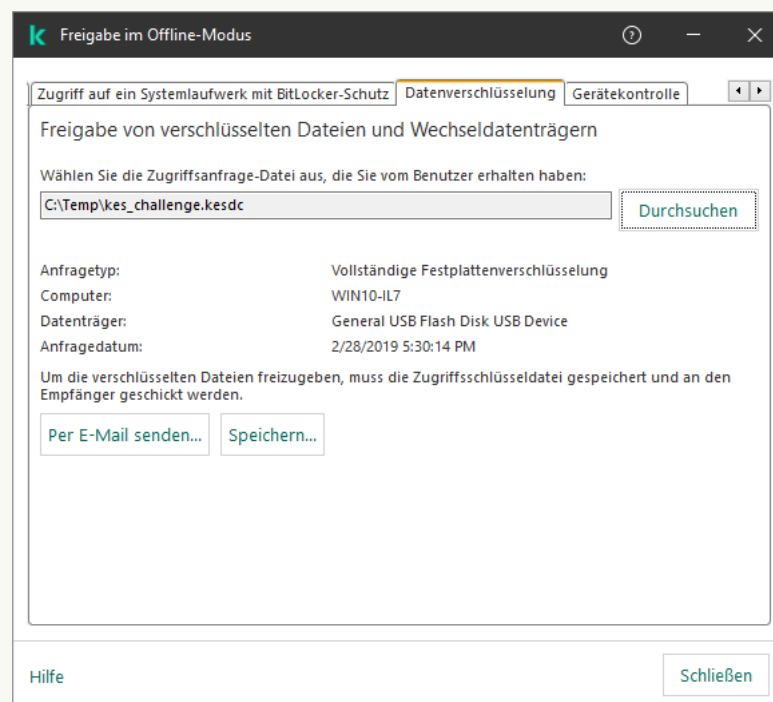 Freigabe im Offline-Modus
Zugriff auf ein Systemlaufwerk mit BitLocker-Schutz Datenverschlüsselung Gerätekontrolle
Freigabe von verschlüsselten Dateien und Wechseldatenträgern
Wählen Sie die Zugriffsanfrage-Datei aus, die Sie vom Benutzer erhalten haben:
C:\Temp\kes_challenge.kesdc Durchsuchen
Anfragetyp: Vollständige Festplattenverschlüsselung
Computer: WIN10-IL7
Datenträger: General USB Flash Disk USB Device
Anfragedatum: 2/28/2019 5:30:14 PM
Um die verschlüsselten Dateien freizugeben, muss die Zugriffsschlüsseldatei gespeichert und an den
Empfänger geschickt werden.
Per E-Mail senden... Speichern...
Hilfe Schließen